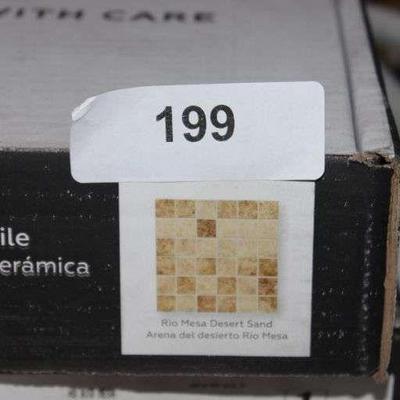 WITH CARE
199
ile
erámica
Rio Mesa Desert Sand
Arena del desierto Rio Mesa